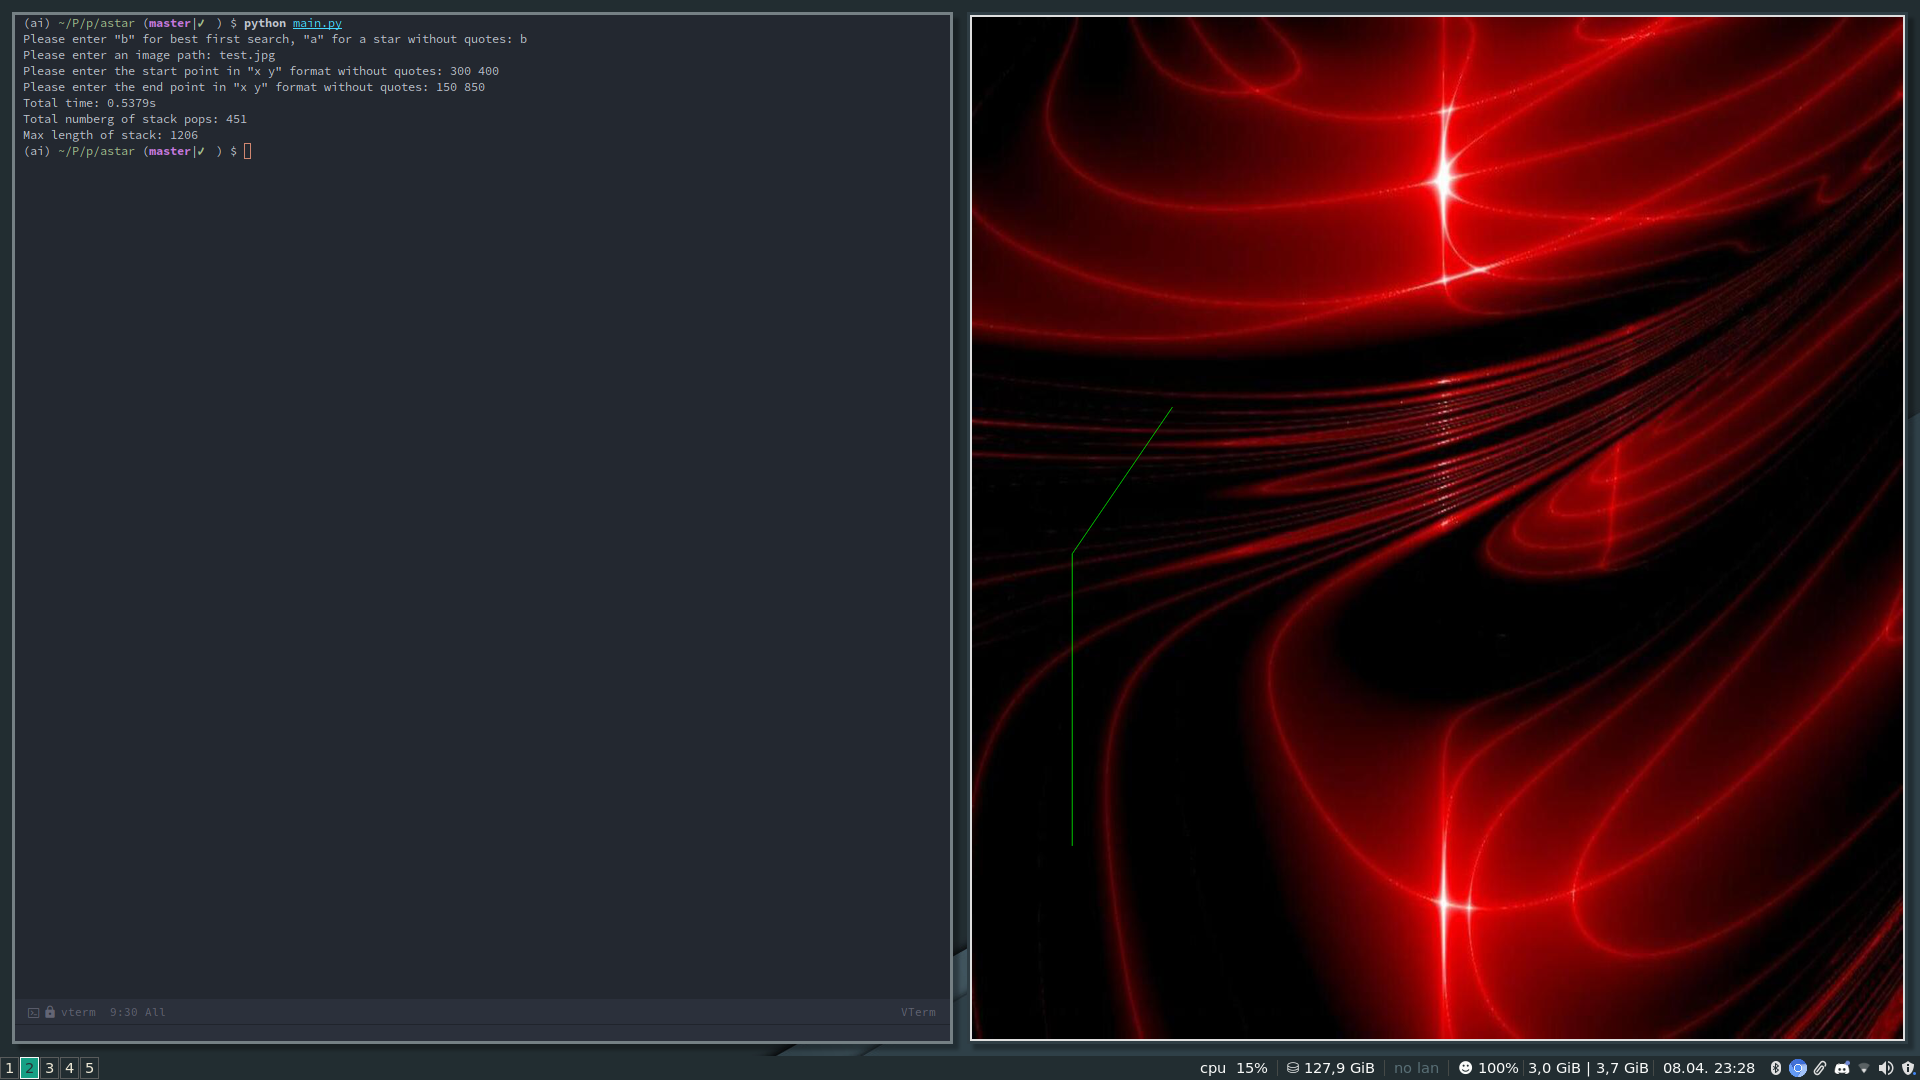 (ai) ~/P/p/astar (master|✔ ) $ python main.py
Please enter "b" for best first search, "a" for a star without quotes: b
Please enter an image path: test.jpg
Please enter the start point in "x y" format without quotes: 300 400
Please enter the end point in "x y" format without quotes: 150 850
Total time: 0.5379s
Total numberg of stack pops: 451
Max length of stack: 1206
(ai) ~/P/p/astar (master|✔ ) $
vterm 9:30 All VTerm
1 2 3 4 5 cpu 15% 127,9 GiB no lan 100% 3,0 GiB | 3,7 GiB 08.04. 23:28